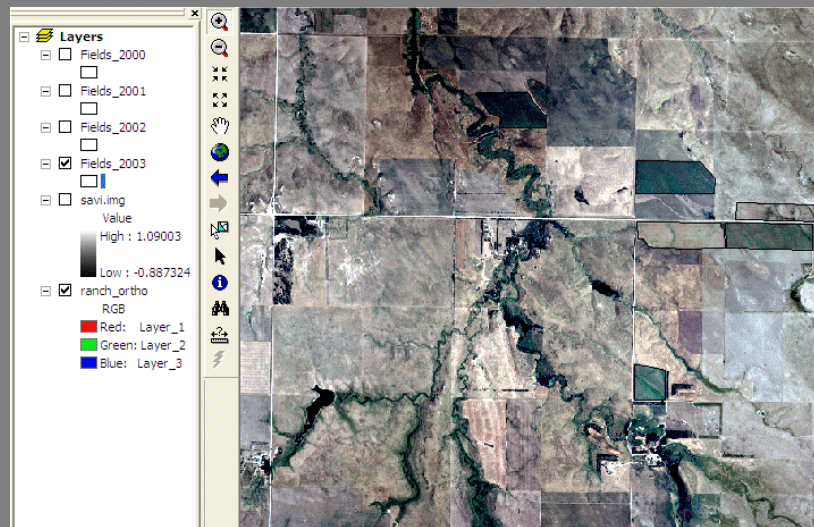 Layers
Fields_2000
Fields_2001
Fields_2002
Fields_2003
savi.img
Value
High : 1.09003
Low : -0.887324
ranch_ortho
RGB
Red: Layer_1
Green: Layer_2
Blue: Layer_3